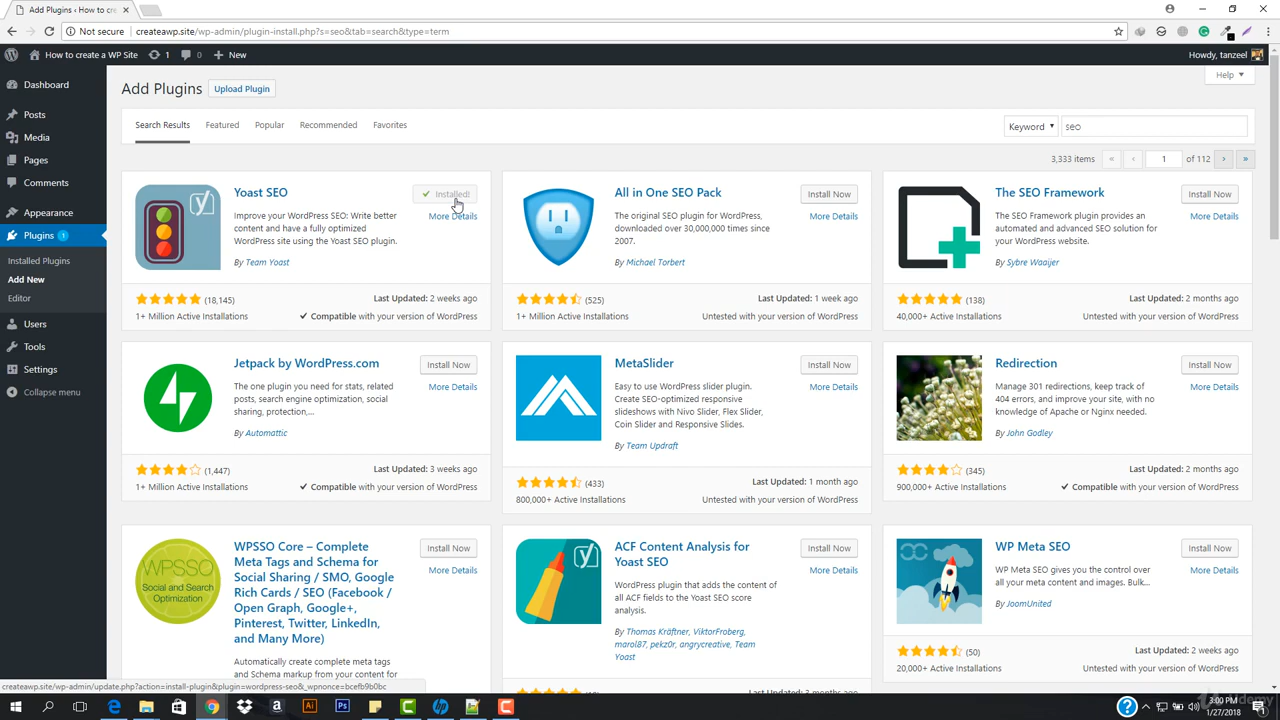 Add Plugins ‹ How to cre
Not secure
createawp.site/wp-admin/plugin-install.php?s=seo&tab=search&type=term
How to create a WP Site
1
0
+ New
Howdy, tanzeel
Dashboard
Posts
Media
Pages
Comments
Appearance
Plugins 1
Installed Plugins
Add New
Editor
Users
Tools
Settings
Collapse menu
Add Plugins
Upload Plugin
Help
Search Results
Featured
Popular
Recommended
Favorites
Keyword
seo
3,333 items
«
‹
1
of 112
›
»
Yoast SEO
Installed!
More Details
Improve your WordPress SEO: Write better
content and have a fully optimized
WordPress site using the Yoast SEO plugin.
By Team Yoast
(18,145)
1+ Million Active Installations
Last Updated: 2 weeks ago
Compatible with your version of WordPress
All in One SEO Pack
Install Now
More Details
The original SEO plugin for WordPress,
downloaded over 30,000,000 times since
2007.
By Michael Torbert
(525)
1+ Million Active Installations
Last Updated: 1 week ago
Untested with your version of WordPress
The SEO Framework
Install Now
More Details
The SEO Framework plugin provides an
automated and advanced SEO solution for
your WordPress website.
By Sybre Waaijer
(138)
40,000+ Active Installations
Last Updated: 2 months ago
Untested with your version of WordPress
Jetpack by WordPress.com
Install Now
More Details
The one plugin you need for stats, related
posts, search engine optimization, social
sharing, protection,...
By Automattic
(1,447)
1+ Million Active Installations
Last Updated: 3 weeks ago
Compatible with your version of WordPress
MetaSlider
Install Now
More Details
Easy to use WordPress slider plugin.
Create SEO-optimized responsive
slideshows with Nivo Slider, Flex Slider,
Coin Slider and Responsive Slides.
By Team Updraft
(433)
800,000+ Active Installations
Last Updated: 1 month ago
Untested with your version of WordPress
Redirection
Install Now
More Details
Manage 301 redirections, keep track of
404 errors, and improve your site, with no
knowledge of Apache or Nginx needed.
By John Godley
(345)
900,000+ Active Installations
Last Updated: 2 months ago
Compatible with your version of WordPress
WPSSO
Social and Search
Optimization
WPSSO Core – Complete
Meta Tags and Schema for
Social Sharing / SMO, Google
Rich Cards / SEO (Facebook /
Open Graph, Google+,
Pinterest, Twitter, LinkedIn,
and Many More)
Install Now
More Details
Automatically create complete meta tags
and Schema markup from your content for
ACF Content Analysis for
Yoast SEO
Install Now
More Details
WordPress plugin that adds the content of
all ACF fields to the Yoast SEO score
analysis.
By Thomas Kräftner, ViktorFroberg,
marol87, pekz0r, angrycreative, Team
Yoast
WP Meta SEO
Install Now
More Details
WP Meta SEO gives you the control over
all your meta content and images. Bulk...
By JoomUnited
(50)
20,000+ Active Installations
Last Updated: 2 weeks ago
Untested with your version of WordPress
createawp.site/wp-admin/update.php?action=install-plugin&plugin=wordpress-seo&_wpnonce=bcefb9b0bc
3:00 PM
1/27/2018